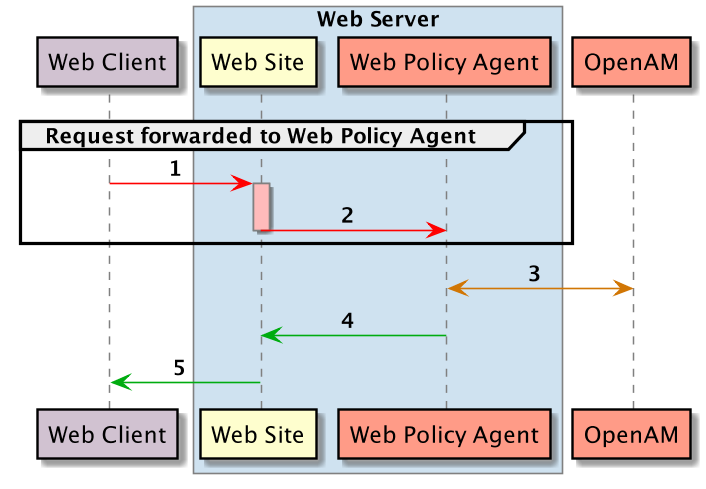 Web Server
Web Client Web Site Web Policy Agent OpenAM
Request forwarded to Web Policy Agent
1
2
3
4
5
Web Client Web Site Web Policy Agent OpenAM